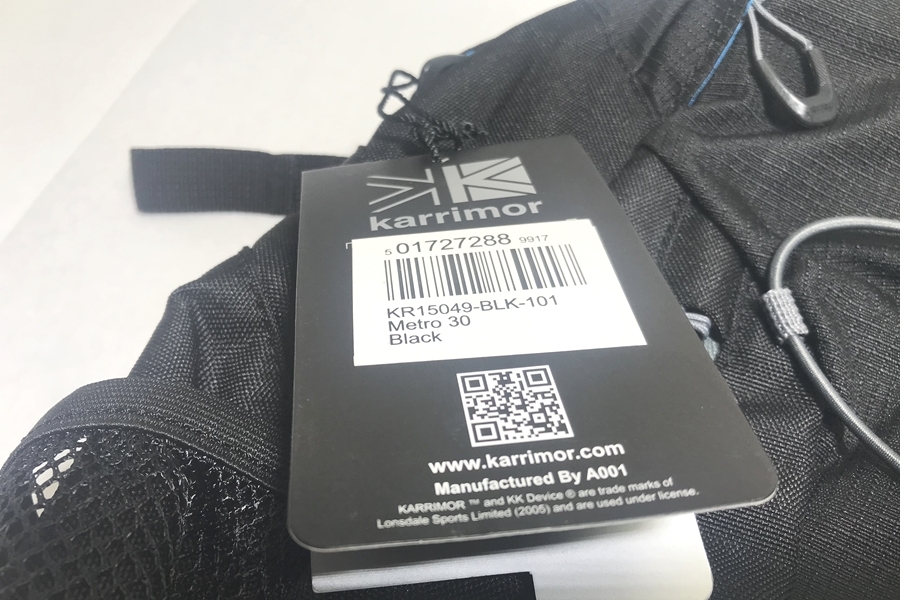 karrimor
5 01727288 9917
KR15049-BLK-101
Metro 30
Black
www.karrimor.com
Manufactured By A001
KARRIMOR ™ and KK Device ® are trade marks of
Lonsdale Sports Limited (2005) and are used under license.